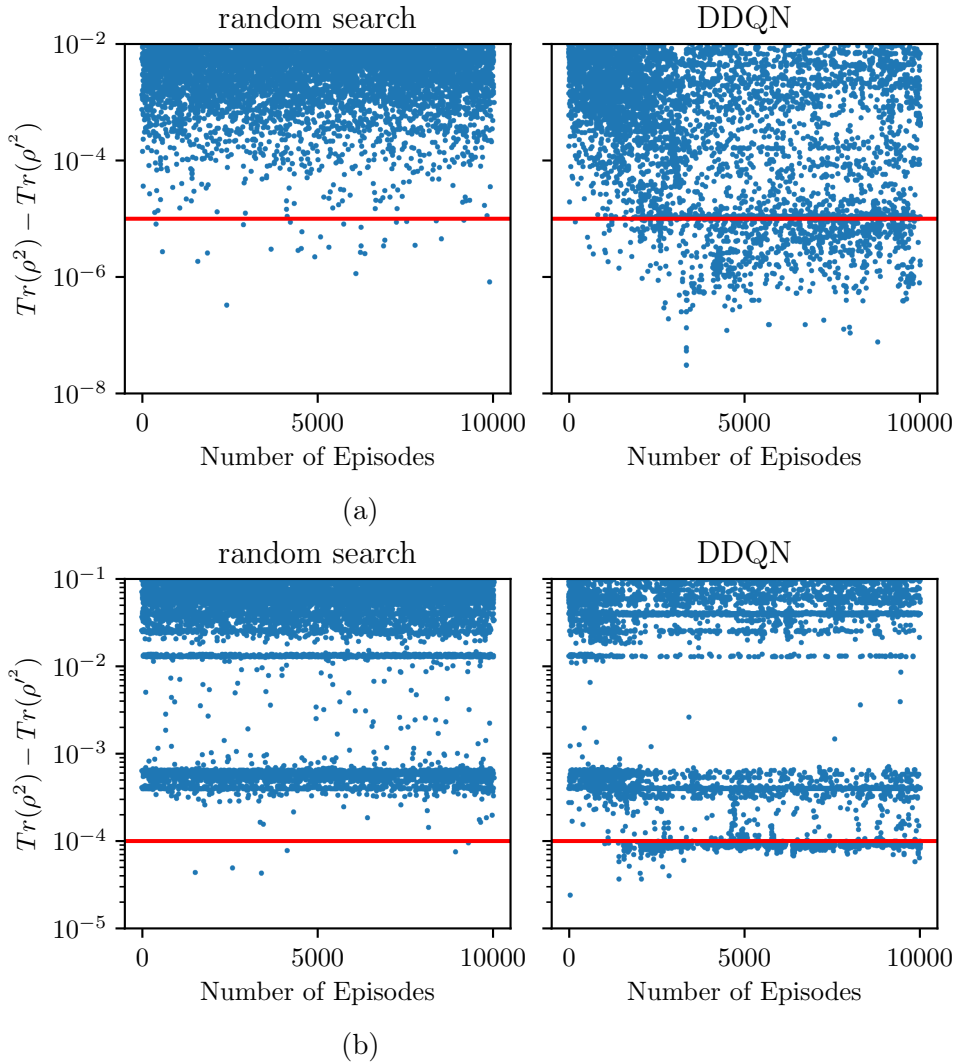 random search
DDQN
10⁻²
10⁻⁴
10⁻⁶
10⁻⁸
Tr(ρ²) − Tr(ρ′²)
0 5000 10000
0 5000 10000
Number of Episodes
Number of Episodes
(a)
random search
DDQN
10⁻¹
10⁻²
10⁻³
10⁻⁴
10⁻⁵
Tr(ρ²) − Tr(ρ′²)
0 5000 10000
0 5000 10000
Number of Episodes
Number of Episodes
(b)